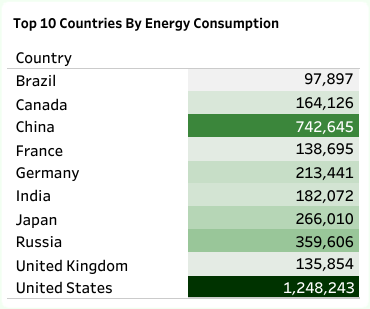 Top 10 Countries By Energy Consumption
Country
Brazil 97,897
Canada 164,126
China 742,645
France 138,695
Germany 213,441
India 182,072
Japan 266,010
Russia 359,606
United Kingdom 135,854
United States 1,248,243